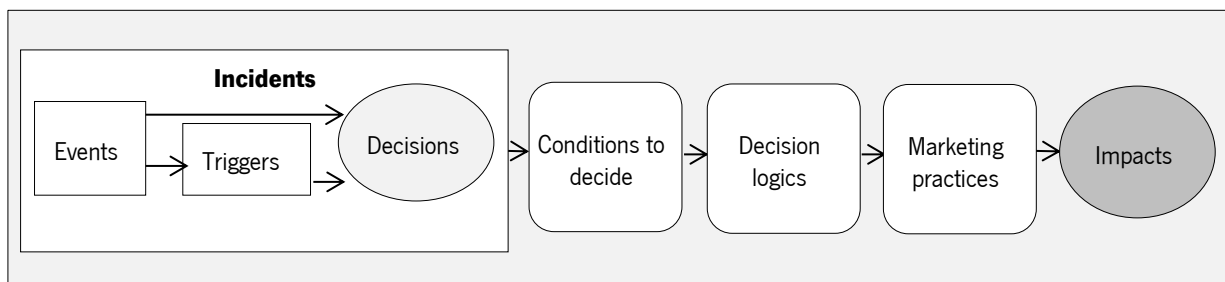 Incidents
Events
Triggers
Decisions
Conditions to
decide
Decision
logics
Marketing
practices
Impacts